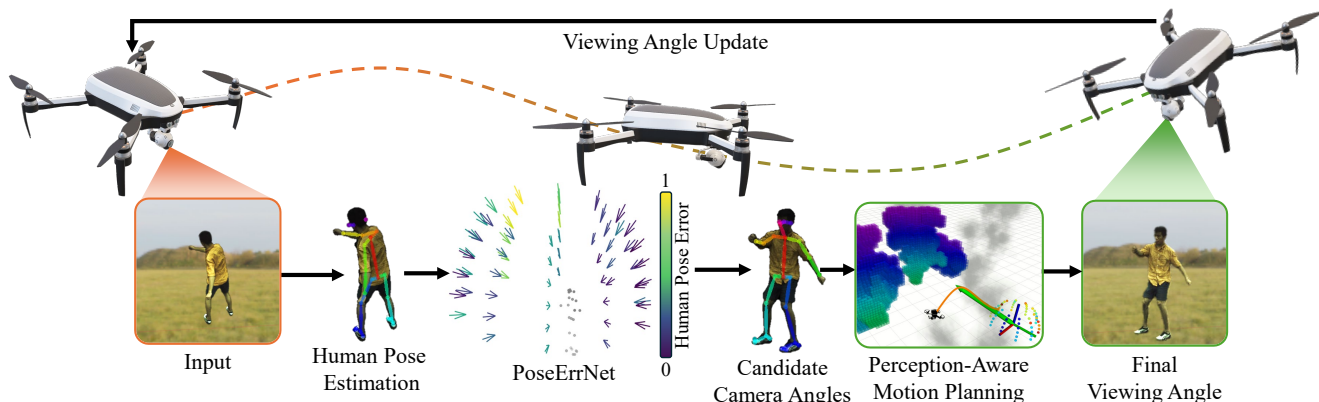 Viewing Angle Update
1
Human Pose Error
0
Input
Human Pose
Estimation
PoseErrNet
Candidate
Camera Angles
Perception-Aware
Motion Planning
Final
Viewing Angle